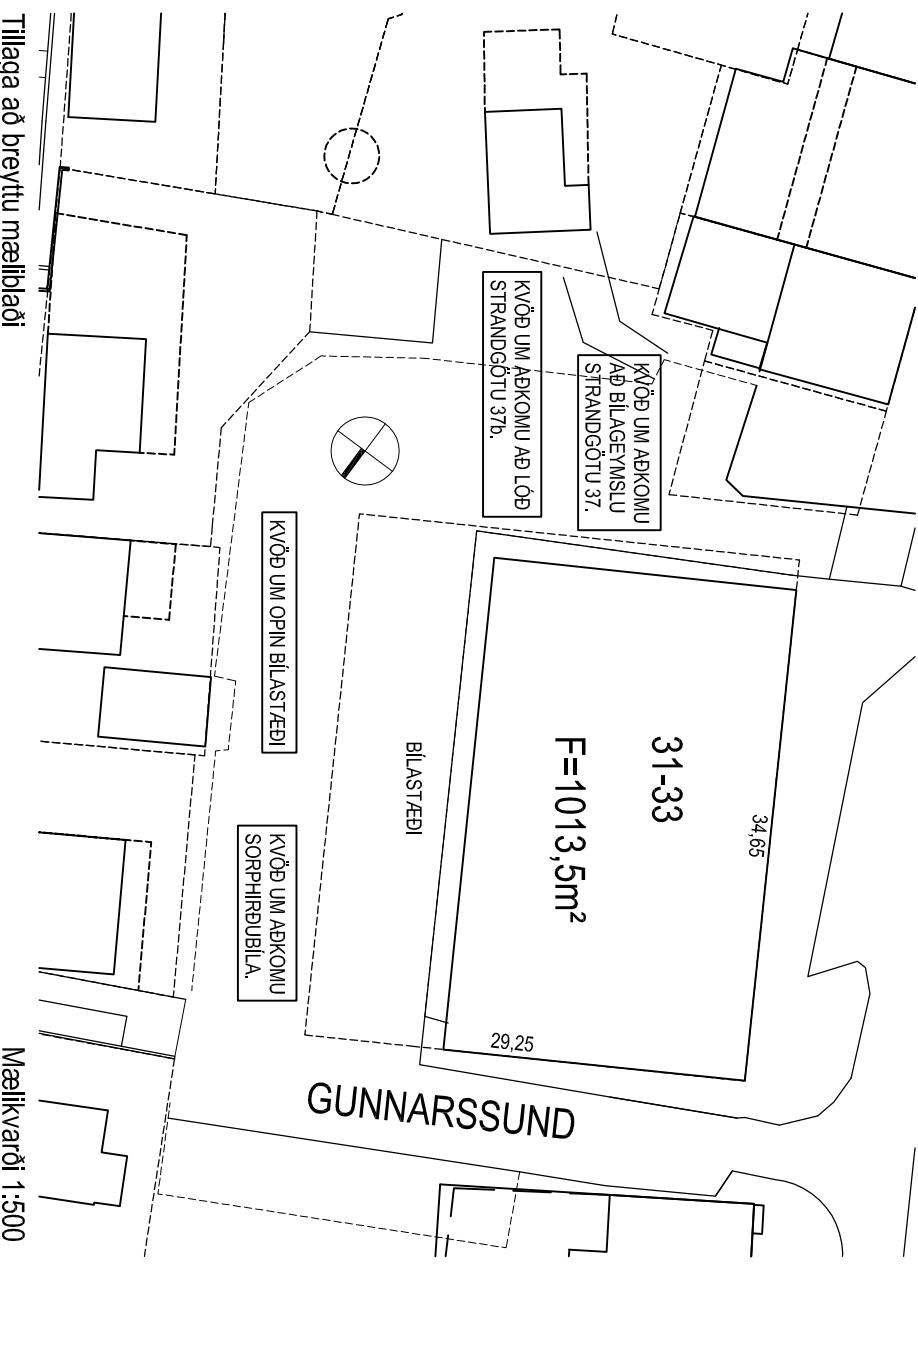 Tillaga að breyttu mæliblaði
Mælikvarði 1:500
31-33
F=1013,5m²
34,65
29,25
KVÖÐ UM AÐKOMU
AÐ BÍLAGEYMSLU
STRANDGÖTU 37.
KVÖÐ UM AÐKOMU AÐ LÓÐ
STRANDGÖTU 37b.
BÍLASTÆÐI
KVÖÐ UM OPIN BÍLASTÆÐI
KVÖÐ UM AÐKOMU
SORPHIRÐUBÍLA.
GUNNARSSUND